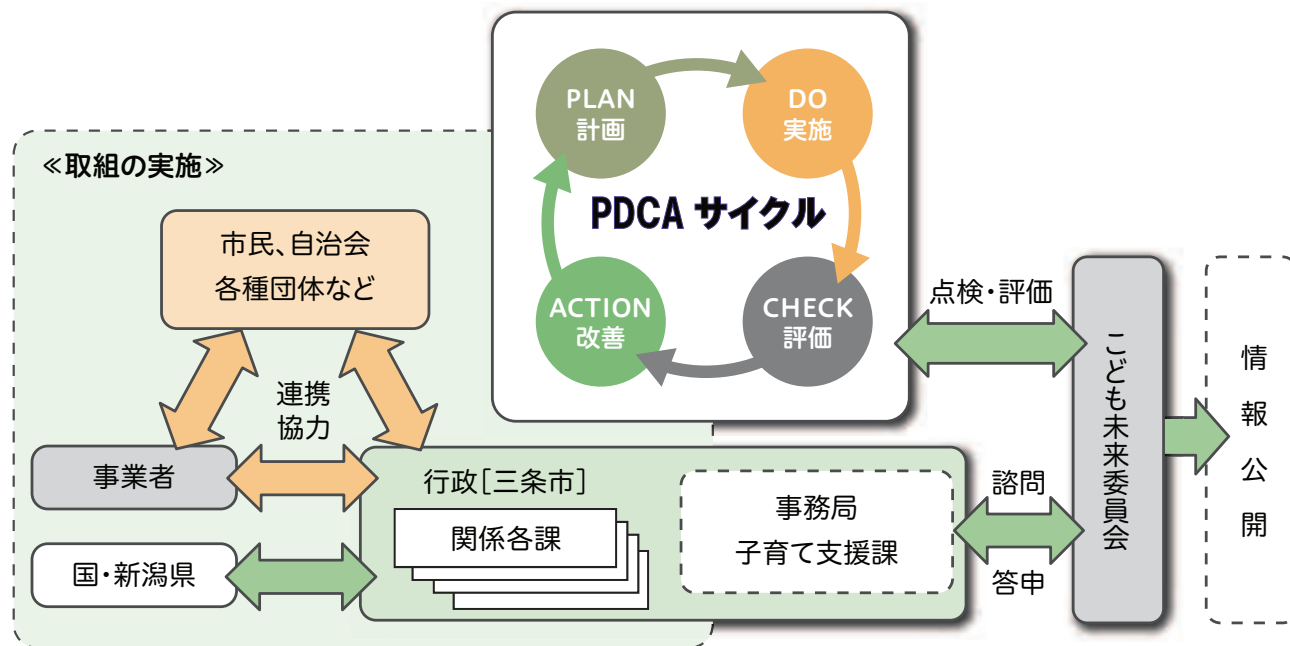 PLAN
計画
DO
実施
PDCA サイクル
ACTION
改善
CHECK
評価
≪取組の実施≫
市民、自治会
各種団体など
連携
協力
事業者
国・新潟県
行政[三条市]
関係各課
事務局
子育て支援課
点検・評価
諮問
答申
こども未来委員会
情報公開